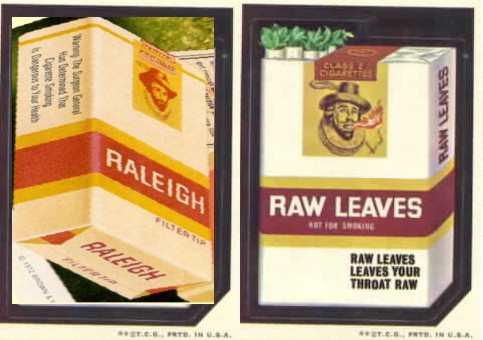 Warning: The Surgeon General
Has Determined That
Cigarette Smoking
Is Dangerous to Your Health
RALEIGH
FILTER TIP
RALEIGH
FILTER TIP
© 1972 BROWN & W
**©T.C.G., PRTD. IN U.S.A.
CLASS Z
CIGARETTES
RAW LEAVES
RAW LEAVES
NOT FOR SMOKING
RAW LEAVES
LEAVES YOUR
THROAT RAW
**©T.C.G., PRTD. IN U.S.A.